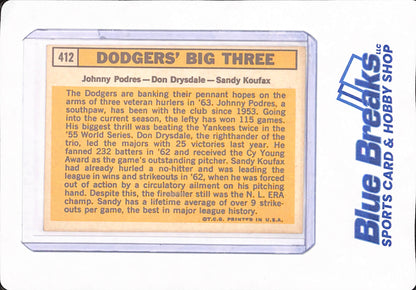 412
DODGERS' BIG THREE
Johnny Podres—Don Drysdale—Sandy Koufax
The Dodgers are banking their pennant hopes on the
arms of three veteran hurlers in '63. Johnny Podres, a
southpaw, has been with the club since 1953. Going
into the current season, the lefty has won 115 games.
His biggest thrill was beating the Yankees twice in the
'55 World Series. Don Drysdale, the righthander of the
trio, led the majors with 25 victories last year. He
fanned 232 batters in '62 and received the Cy Young
Award as the game's outstanding pitcher. Sandy Koufax
had already hurled a no-hitter and was leading the
league in wins and strikeouts in '62, when he was forced
out of action by a circulatory ailment on his pitching
hand. Despite this, the fireballer still was the N. L. ERA
champ. Sandy has a lifetime average of over 9 strike-
outs per game, the best in major league history.
©T.C.G. PRINTED IN U.S.A.
Blue Breaks LLC
SPORTS CARD & HOBBY SHOP